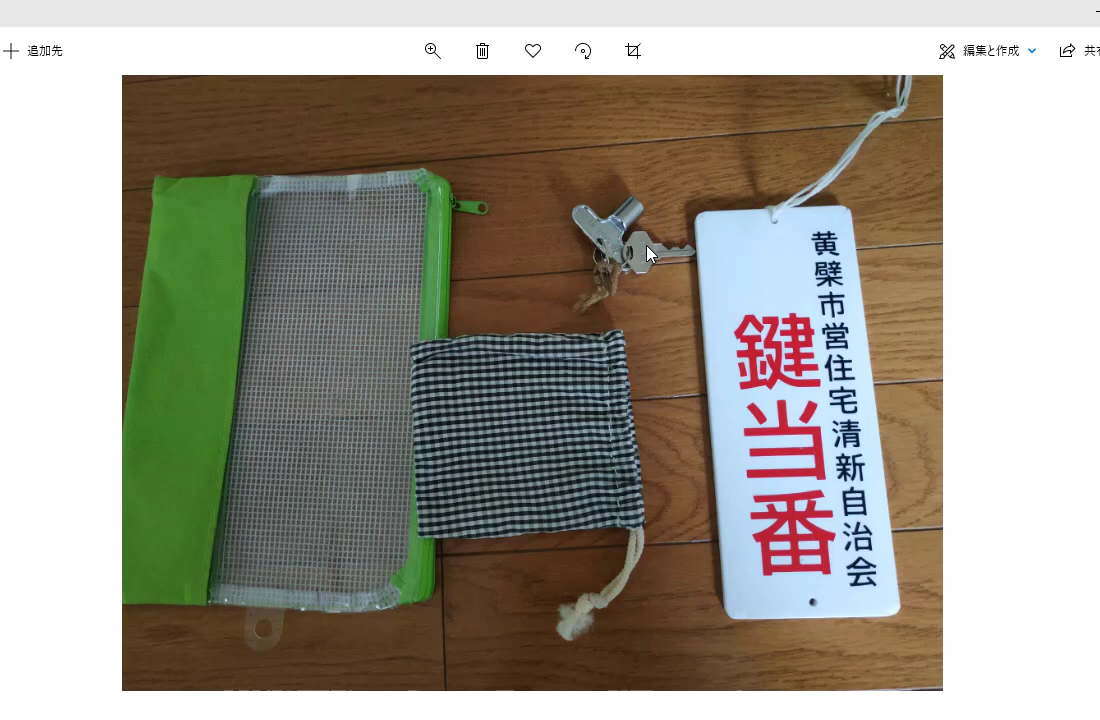 追加先
編集と作成
共
黄檗市営住宅清新自治会
鍵当番